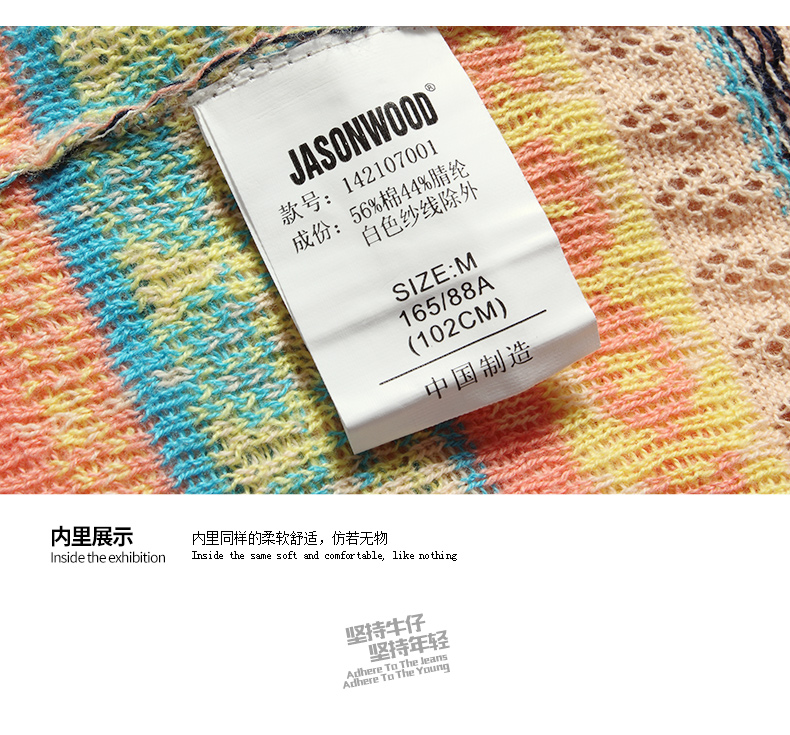 JASONWOOD®
款号：142107001
成份：56%棉44%腈纶
白色纱线除外
SIZE:M
165/88A
(102CM)
中国制造
内里展示
Inside the exhibition
内里同样的柔软舒适，仿若无物
Inside the same soft and comfortable, like nothing
坚持牛仔
坚持年轻
Adhere To The Jeans
Adhere To The Young